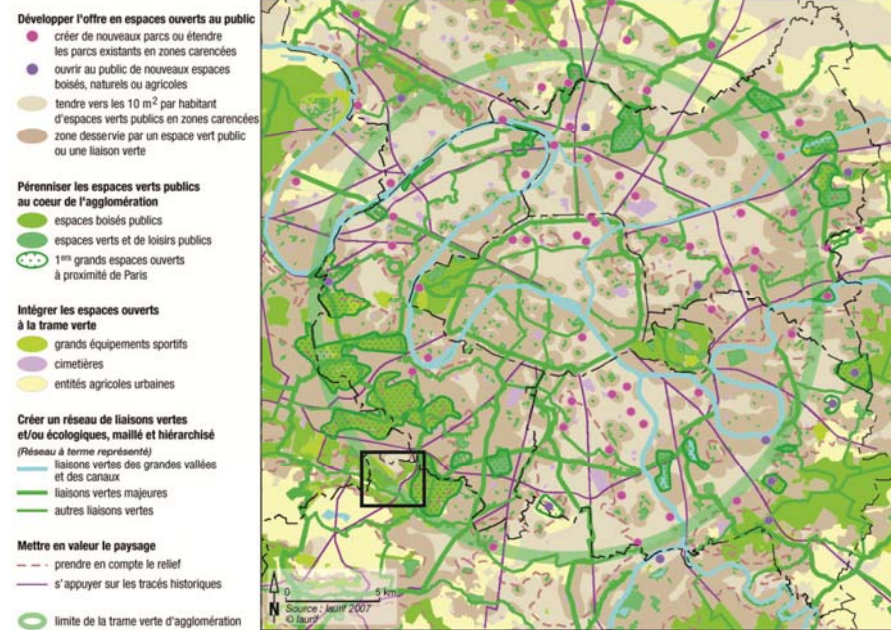 Développer l'offre en espaces ouverts au public
créer de nouveaux parcs ou étendre
les parcs existants en zones carencées
ouvrir au public de nouveaux espaces
boisés, naturels ou agricoles
tendre vers les 10 m² par habitant
d'espaces verts publics en zones carencées
zone desservie par un espace vert public
ou une liaison verte
Pérenniser les espaces verts publics
au coeur de l'agglomération
espaces boisés publics
espaces verts et de loisirs publics
1ers grands espaces ouverts
à proximité de Paris
Intégrer les espaces ouverts
à la trame verte
grands équipements sportifs
cimetières
entités agricoles urbaines
Créer un réseau de liaisons vertes
et/ou écologiques, maillé et hiérarchisé
(Réseau à terme représenté)
liaisons vertes des grandes vallées
et des canaux
liaisons vertes majeures
autres liaisons vertes
Mettre en valeur le paysage
prendre en compte le relief
s'appuyer sur les tracés historiques
limite de la trame verte d'agglomération
0 5 km
N
Source : Iaurif 2007
© Iaurif